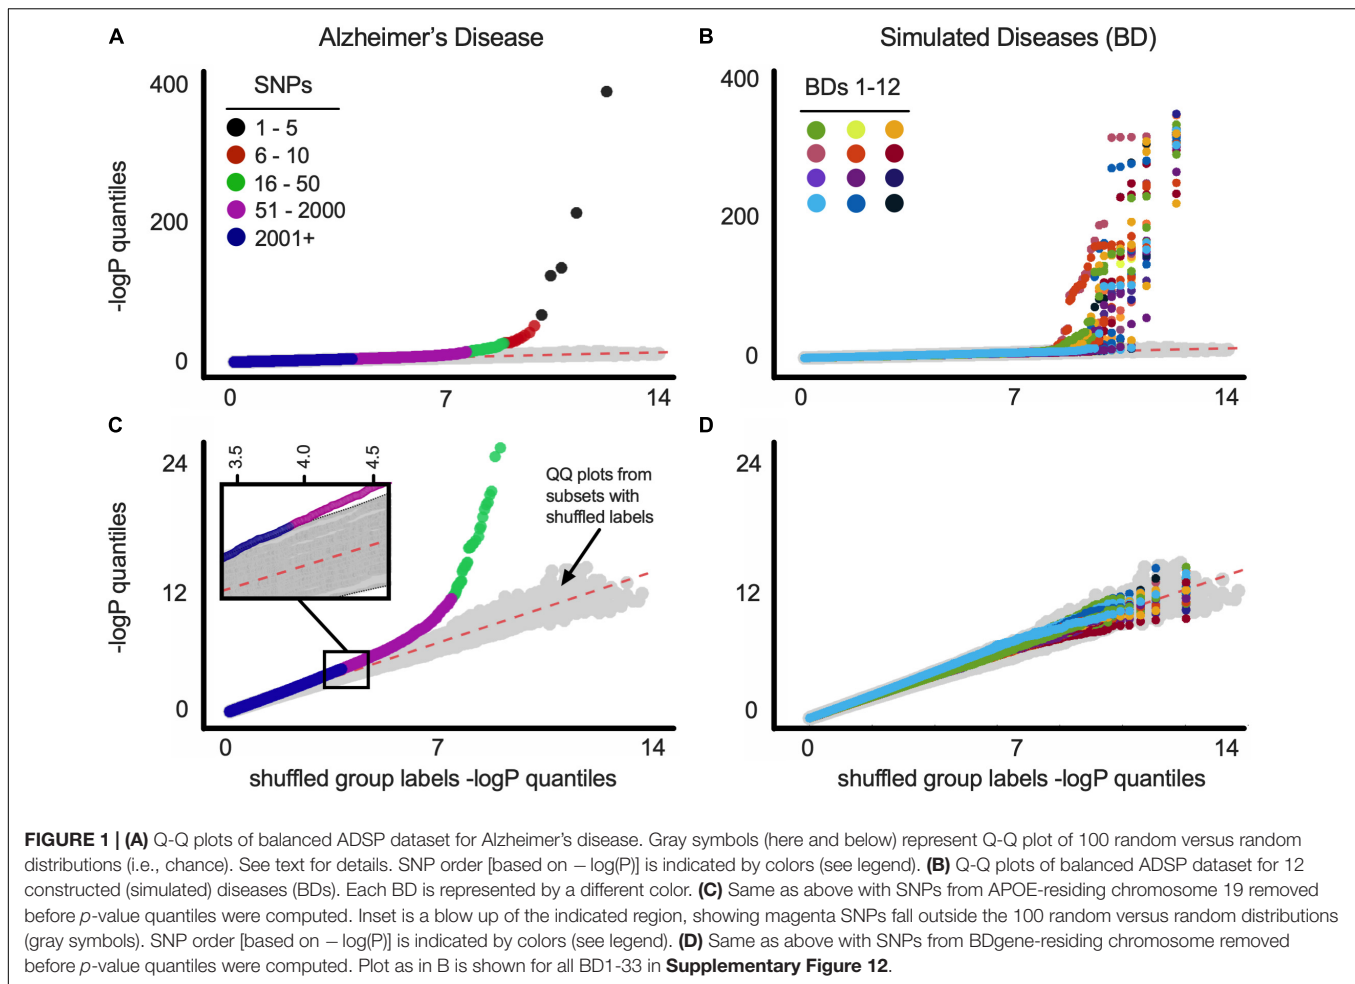 A
Alzheimer's Disease
B
Simulated Diseases (BD)
-logP quantiles
400
200
0
SNPs
1 - 5
6 - 10
16 - 50
51 - 2000
2001+
0 7 14
400
200
0
BDs 1-12
0 7 14
C
-logP quantiles
24
12
0
3.5 4.0 4.5
QQ plots from
subsets with
shuffled labels
0 7 14
shuffled group labels -logP quantiles
D
24
12
0
0 7 14
shuffled group labels -logP quantiles
FIGURE 1 | (A) Q-Q plots of balanced ADSP dataset for Alzheimer's disease. Gray symbols (here and below) represent Q-Q plot of 100 random versus random
distributions (i.e., chance). See text for details. SNP order [based on − log(P)] is indicated by colors (see legend). (B) Q-Q plots of balanced ADSP dataset for 12
constructed (simulated) diseases (BDs). Each BD is represented by a different color. (C) Same as above with SNPs from APOE-residing chromosome 19 removed
before p-value quantiles were computed. Inset is a blow up of the indicated region, showing magenta SNPs fall outside the 100 random versus random distributions
(gray symbols). SNP order [based on − log(P)] is indicated by colors (see legend). (D) Same as above with SNPs from BDgene-residing chromosome removed
before p-value quantiles were computed. Plot as in B is shown for all BD1-33 in Supplementary Figure 12.